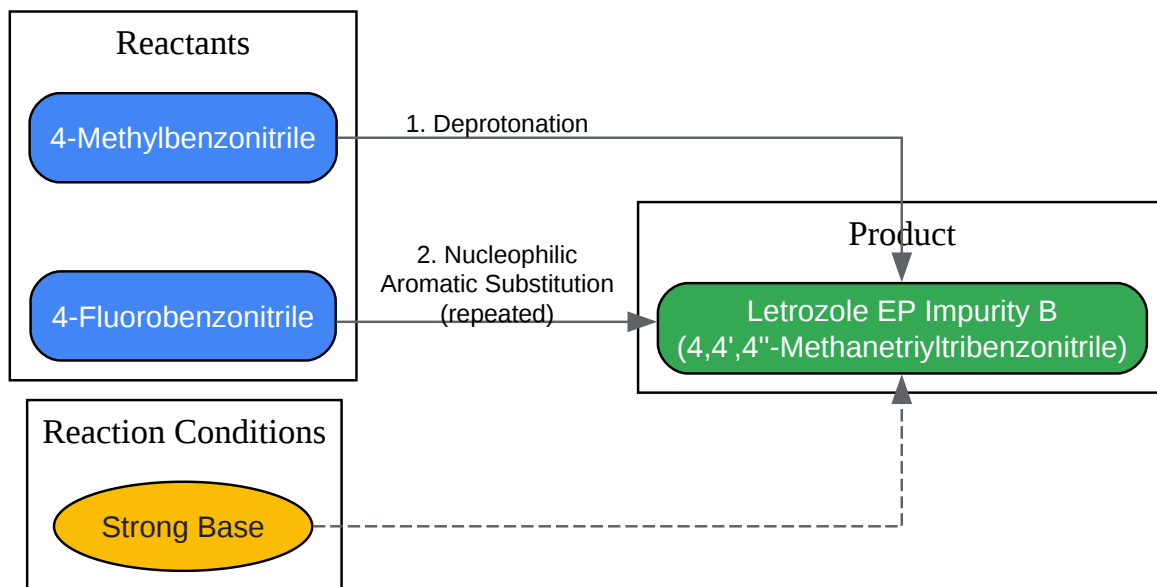 Reactants
4-Methylbenzonitrile
1. Deprotonation
4-Fluorobenzonitrile
2. Nucleophilic
Aromatic Substitution
(repeated)
Product
Letrozole EP Impurity B
(4,4',4''-Methanetriyltribenzonitrile)
Reaction Conditions
Strong Base